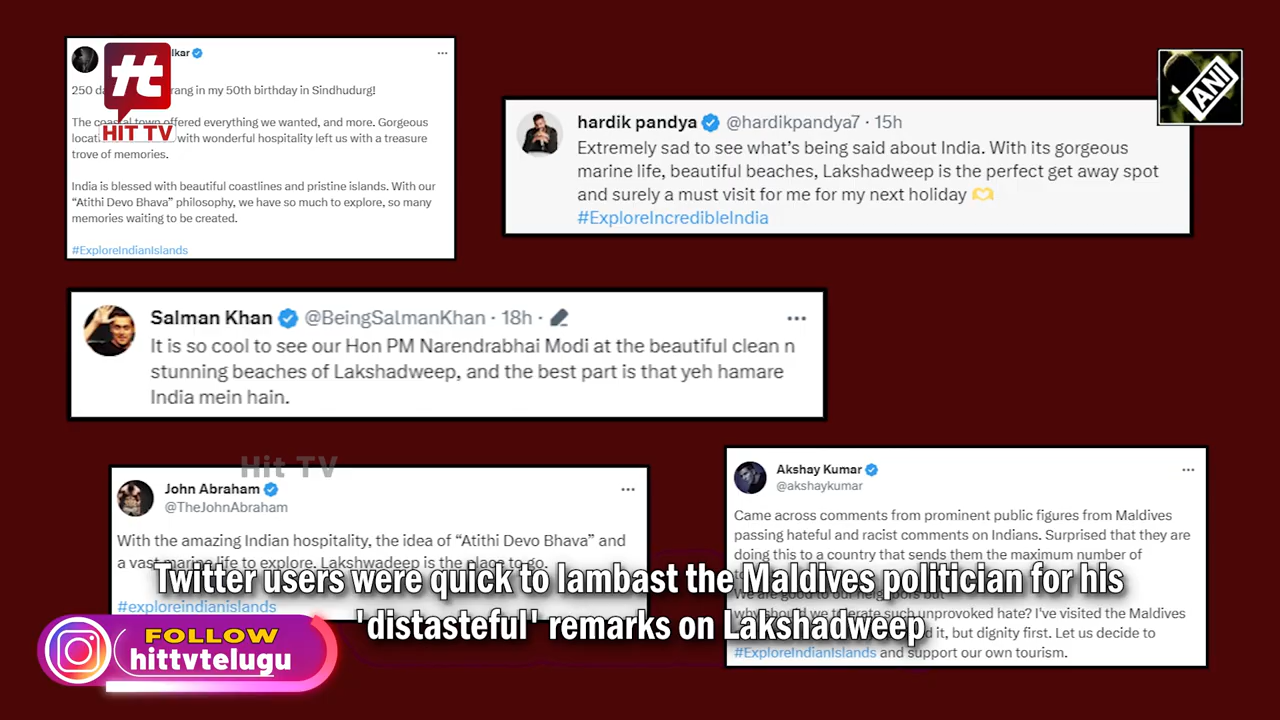 lkar
250 da rang in my 50th birthday in Sindhudurg!
The coastal town offered everything we wanted, and more. Gorgeous
locati with wonderful hospitality left us with a treasure
trove of memories.
India is blessed with beautiful coastlines and pristine islands. With our
“Atithi Devo Bhava” philosophy, we have so much to explore, so many
memories waiting to be created.
#ExploreIndianIslands
tt
HIT TV
ANI
hardik pandya @hardikpandya7 · 15h
Extremely sad to see what’s being said about India. With its gorgeous
marine life, beautiful beaches, Lakshadweep is the perfect get away spot
and surely a must visit for me for my next holiday
#ExploreIncredibleIndia
Salman Khan @BeingSalmanKhan · 18h ·
It is so cool to see our Hon PM Narendrabhai Modi at the beautiful clean n
stunning beaches of Lakshadweep, and the best part is that yeh hamare
India mein hain.
Hit TV
John Abraham
@TheJohnAbraham
With the amazing Indian hospitality, the idea of “Atithi Devo Bhava” and
a vast marine life to explore. Lakshwadeep is the place to go.
#exploreindianislands
Akshay Kumar
@akshaykumar
Came across comments from prominent public figures from Maldives
passing hateful and racist comments on Indians. Surprised that they are
doing this to a country that sends them the maximum number of
We are good to our neighbors but
why should we tolerate such unprovoked hate? I've visited the Maldives
it, but dignity first. Let us decide to
#ExploreIndianIslands and support our own tourism.
Twitter users were quick to lambast the Maldives politician for his
'distasteful' remarks on Lakshadweep
FOLLOW
hittvtelugu